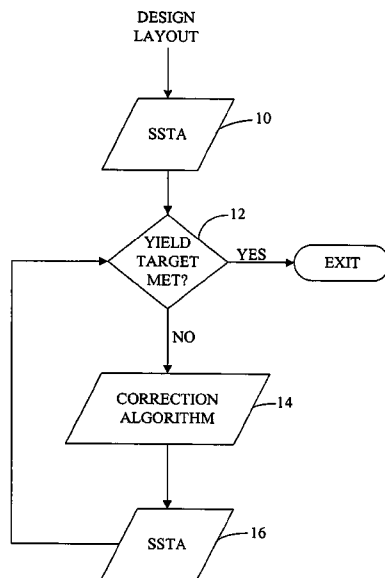 DESIGN
LAYOUT
SSTA
10
12
YIELD
TARGET
MET?
YES
EXIT
NO
CORRECTION
ALGORITHM
14
SSTA
16